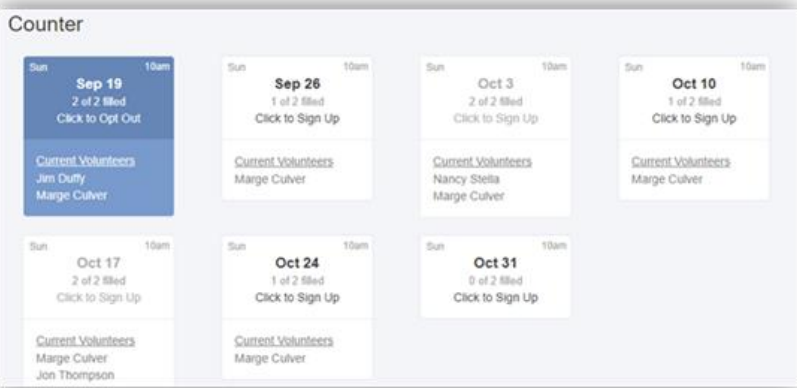 Counter
Sun 10am
Sep 19
2 of 2 filled
Click to Opt Out
Current Volunteers
Jim Duffy
Marge Culver
Sun 10am
Sep 26
1 of 2 filled
Click to Sign Up
Current Volunteers
Marge Culver
Sun 10am
Oct 3
2 of 2 filled
Click to Sign Up
Current Volunteers
Nancy Stella
Marge Culver
Sun 10am
Oct 10
1 of 2 filled
Click to Sign Up
Current Volunteers
Marge Culver
Sun 10am
Oct 17
2 of 2 filled
Click to Sign Up
Current Volunteers
Marge Culver
Jon Thompson
Sun 10am
Oct 24
1 of 2 filled
Click to Sign Up
Current Volunteers
Marge Culver
Sun 10am
Oct 31
0 of 2 filled
Click to Sign Up